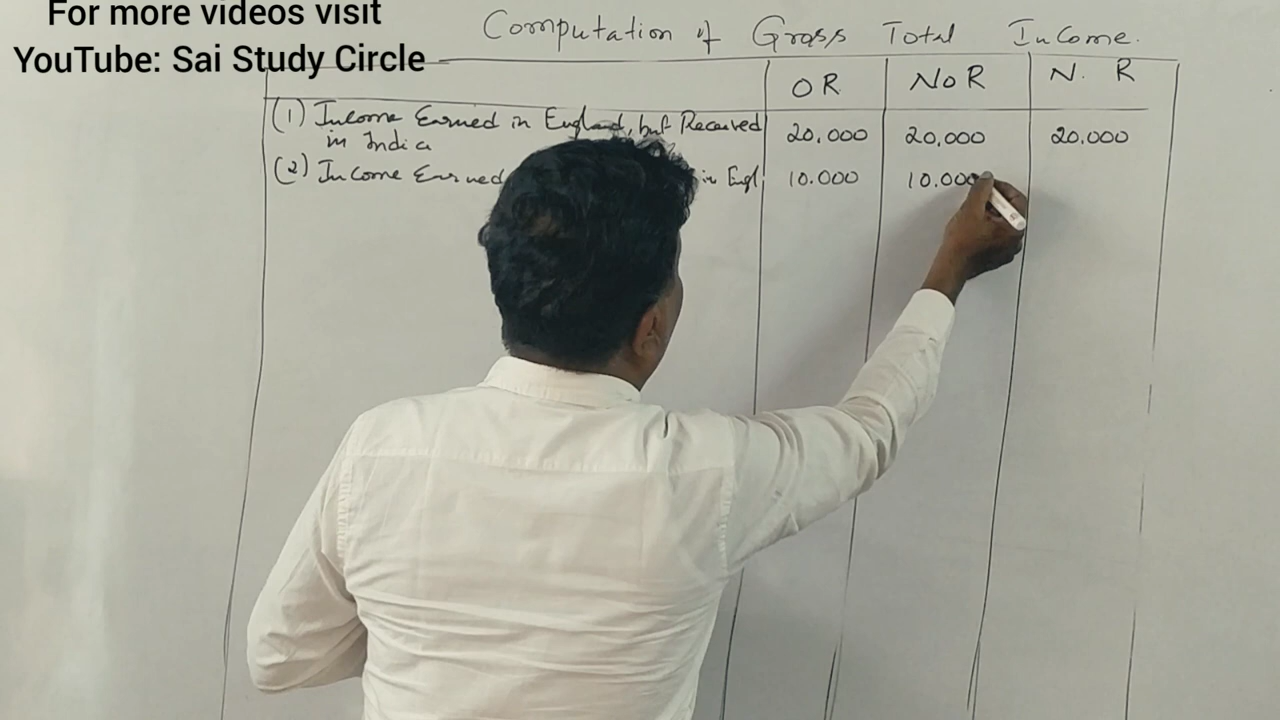 For more videos visit
YouTube: Sai Study Circle
Computation of Gross Total Income.
OR NOR N. R
(1) Income Earned in England, but Received 20,000 20,000 20,000
in India
(2) Income Earned in Engl 10.000 10.000